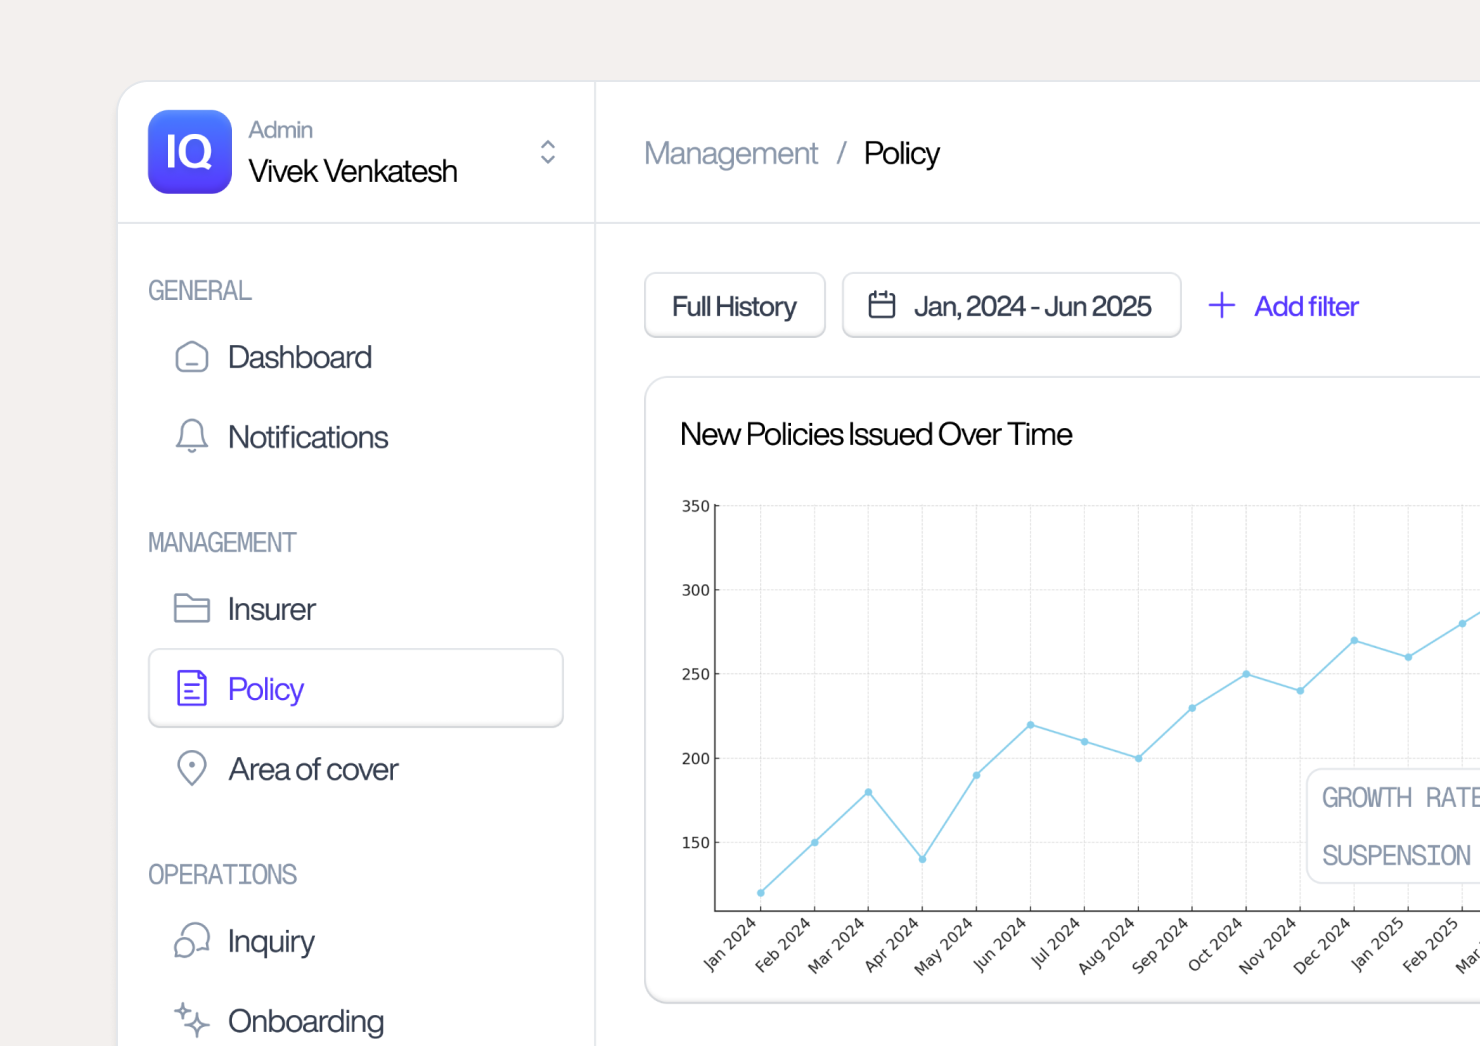 IQ
Admin
Vivek Venkatesh
Management / Policy
GENERAL
Dashboard
Notifications
MANAGEMENT
Insurer
Policy
Area of cover
OPERATIONS
Inquiry
Onboarding
Full History
Jan, 2024 - Jun 2025
Add filter
New Policies Issued Over Time
350
300
250
200
150
GROWTH RATE
SUSPENSION
Jan 2024
Feb 2024
Mar 2024
Apr 2024
May 2024
Jun 2024
Jul 2024
Aug 2024
Sep 2024
Oct 2024
Nov 2024
Dec 2024
Jan 2025
Feb 2025
Mar